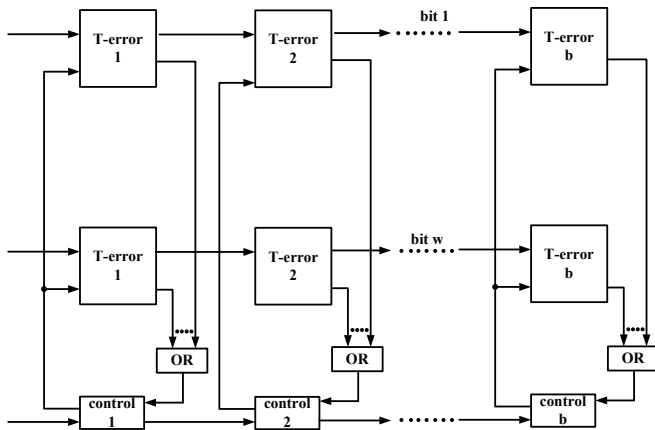 bit 1
T-error
1
T-error
2
T-error
b
bit w
T-error
1
T-error
2
T-error
b
OR
OR
OR
control
1
control
2
control
b